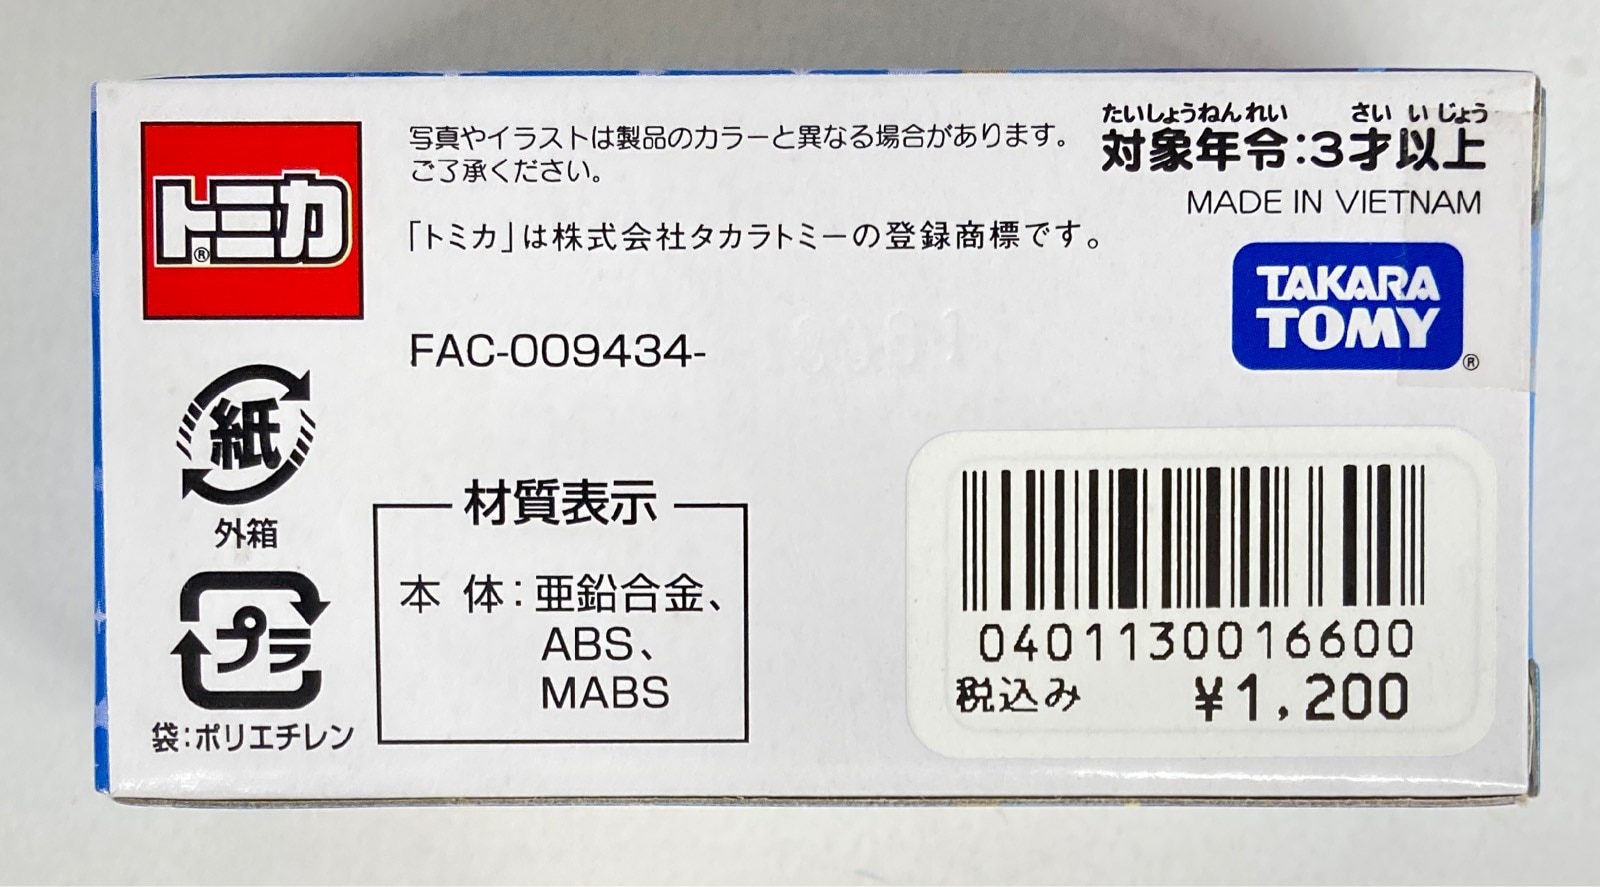 トミカ®
写真やイラストは製品のカラーと異なる場合があります。
ご了承ください。
「トミカ」は株式会社タカラトミーの登録商標です。
FAC-009434-
たいしょうねんれい さい いじょう
対象年令:3才以上
MADE IN VIETNAM
TAKARA
TOMY®
紙
外箱
プラ
袋:ポリエチレン
材質表示
本 体:亜鉛合金、
ABS、
MABS
0401130016600
税込み ¥1,200